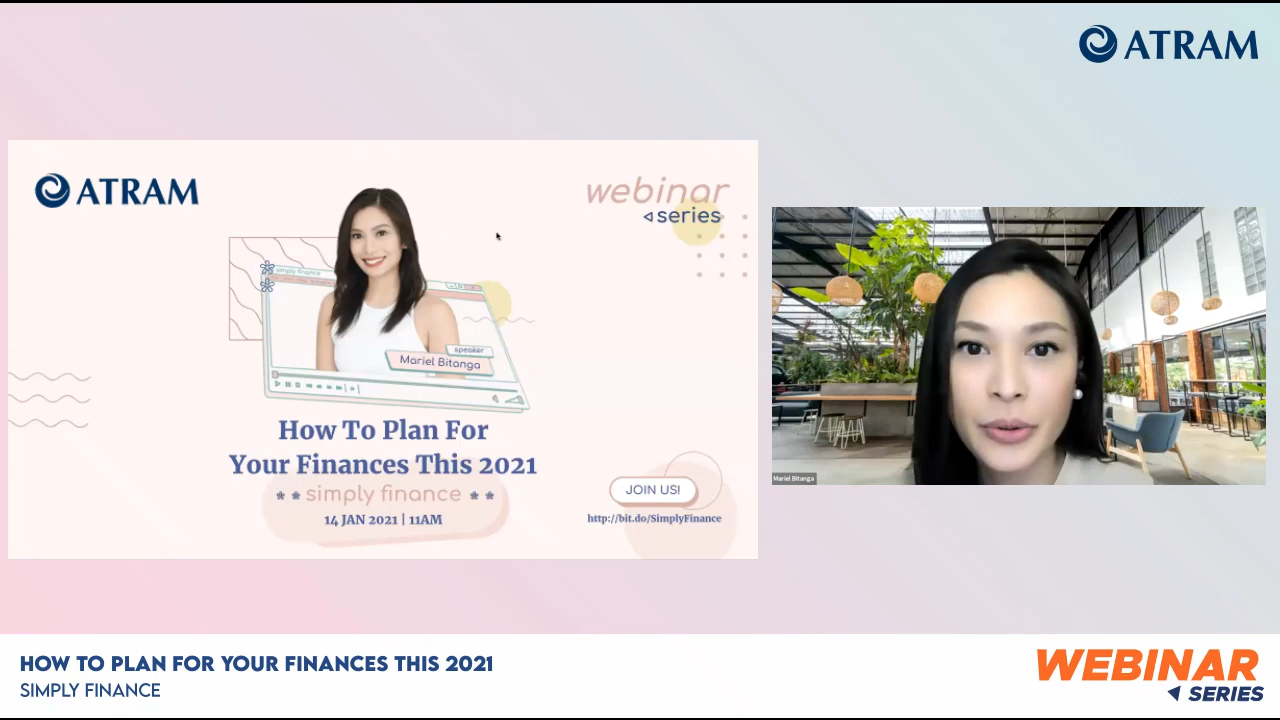 ATRAM
ATRAM
webinar
series
simply finance
speaker
Mariel Bitanga
How To Plan For
Your Finances This 2021
simply finance
14 JAN 2021 | 11AM
JOIN US!
http://bit.do/SimplyFinance
Mariel Bitanga
HOW TO PLAN FOR YOUR FINANCES THIS 2021
SIMPLY FINANCE
WEBINAR
SERIES